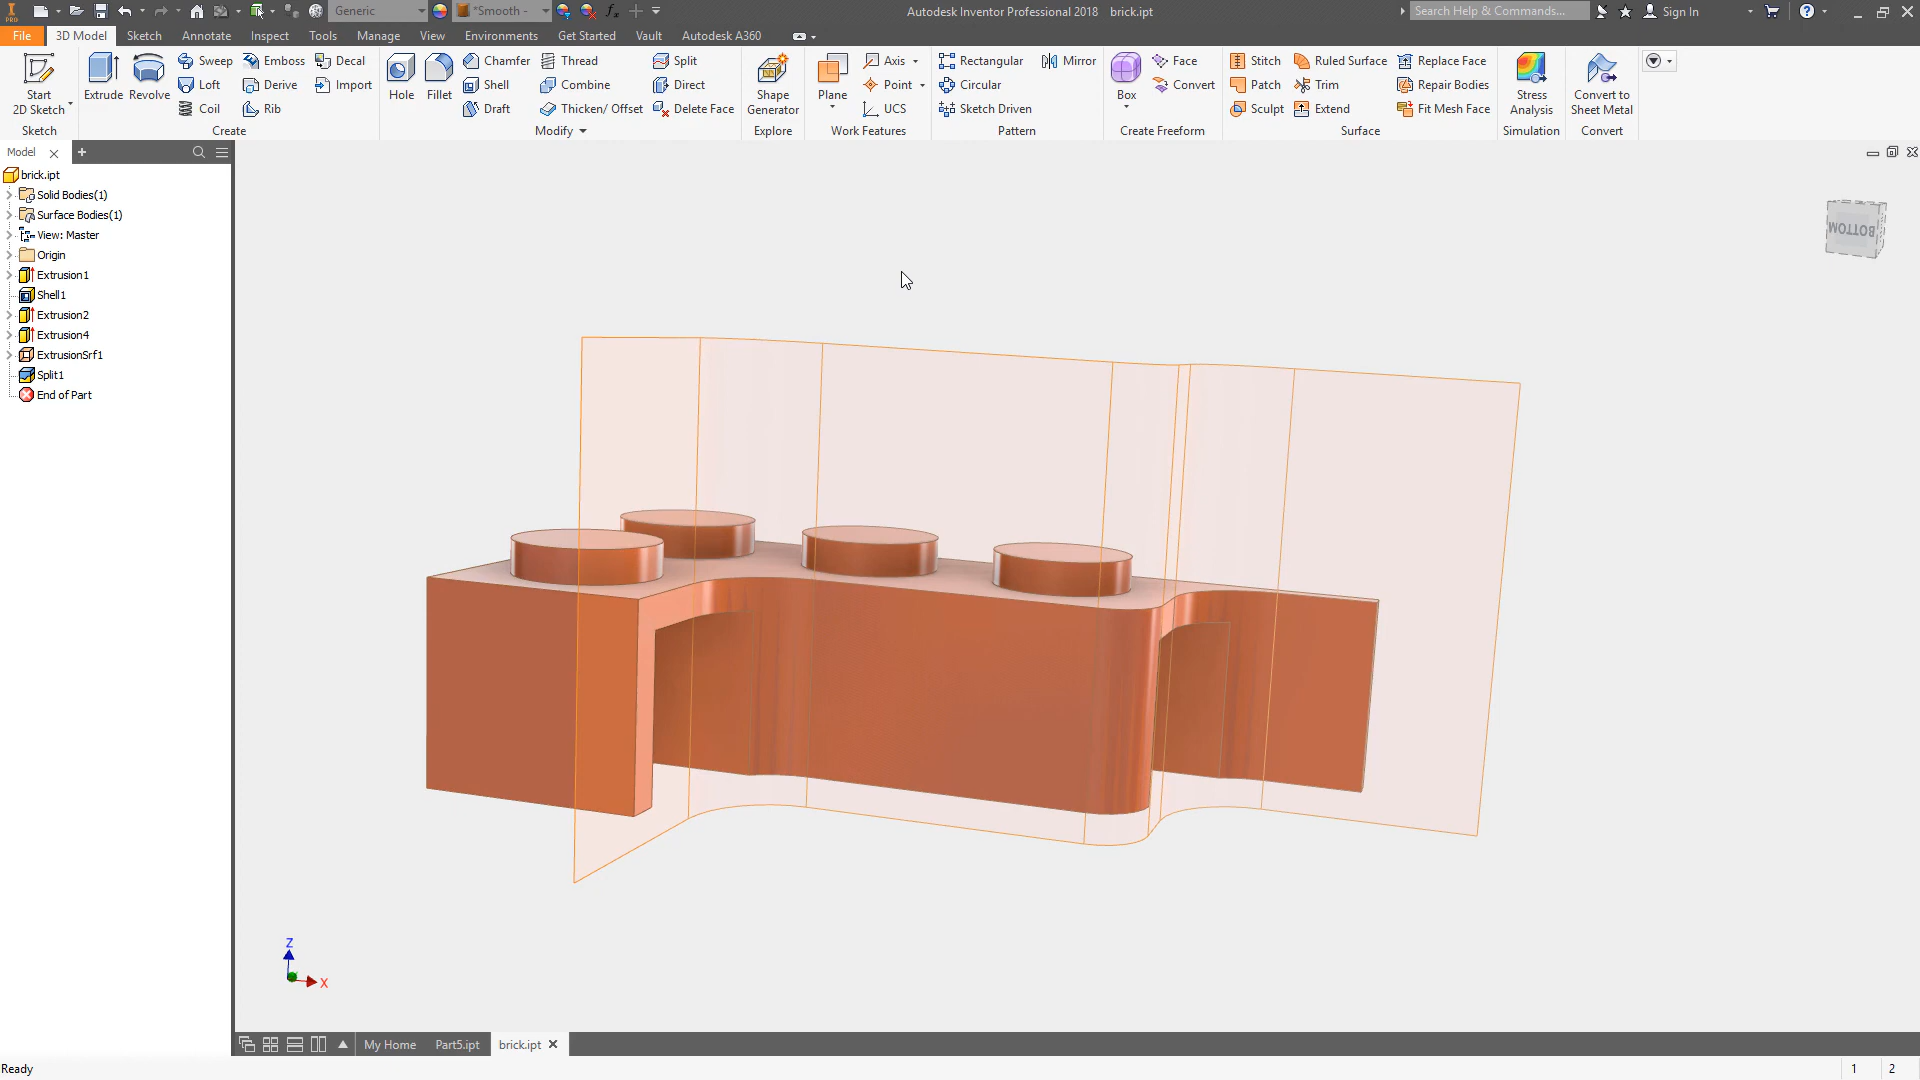 PRO
Generic
*Smooth -
fx
Autodesk Inventor Professional 2018 brick.ipt
Search Help & Commands...
Sign In
File 3D Model Sketch Annotate Inspect Tools Manage View Environments Get Started Vault Autodesk A360
Start
2D Sketch
Sketch
Extrude Revolve
Sweep Emboss Decal
Loft Derive Import
Coil Rib
Create
Hole Fillet
Chamfer Thread Split
Shell Combine Direct
Draft Thicken/ Offset Delete Face
Modify
Shape
Generator
Explore
Plane
Axis
Point
UCS
Work Features
Rectangular Mirror
Circular
Sketch Driven
Pattern
Box
Face
Convert
Create Freeform
Stitch Ruled Surface Replace Face
Patch Trim Repair Bodies
Sculpt Extend Fit Mesh Face
Surface
Stress
Analysis
Simulation
Convert to
Sheet Metal
Convert
Model
brick.ipt
Solid Bodies(1)
Surface Bodies(1)
View: Master
Origin
Extrusion1
Shell1
Extrusion2
Extrusion4
ExtrusionSrf1
Split1
End of Part
BOTTOM
Z
X
My Home Part5.ipt brick.ipt
Ready
1 2